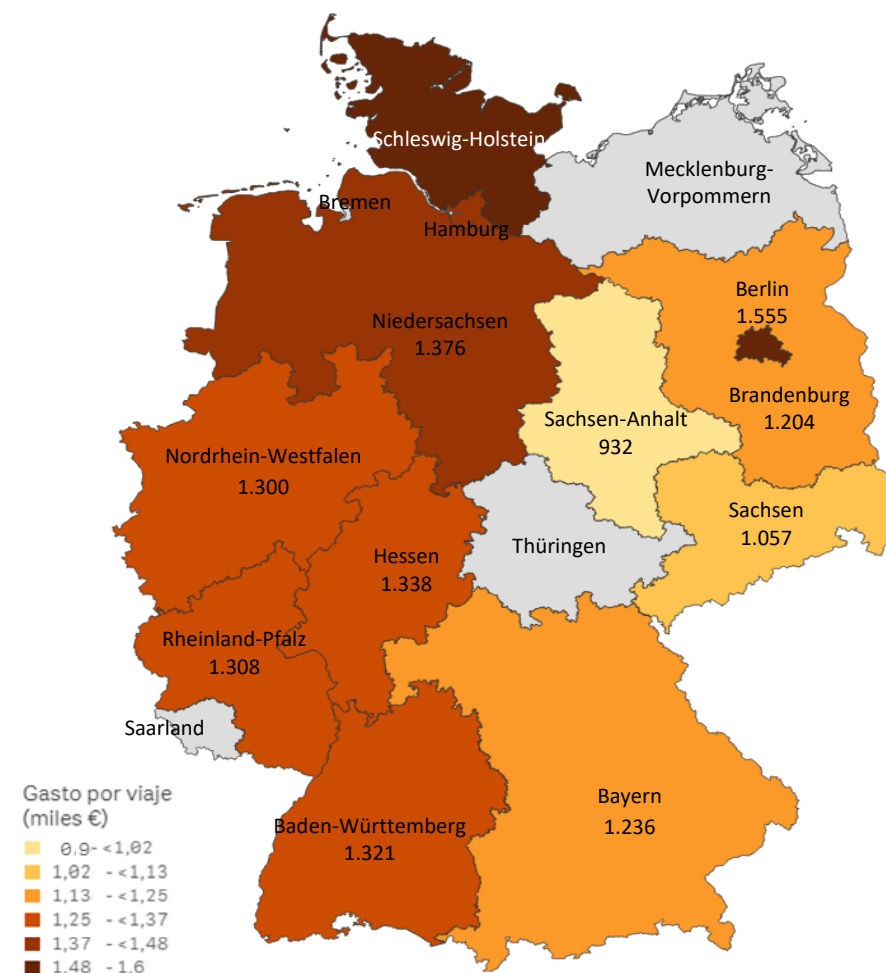 Schleswig-Holstein
Mecklenburg-
Vorpommern
Bremen
Hamburg
Berlin
1.555
Niedersachsen
1.376
Brandenburg
1.204
Sachsen-Anhalt
932
Nordrhein-Westfalen
1.300
Sachsen
1.057
Thüringen
Hessen
1.338
Rheinland-Pfalz
1.308
Saarland
Bayern
1.236
Baden-Württemberg
1.321
Gasto por viaje
(miles €)
0,9- <1,02
1,02 - <1,13
1,13 - <1,25
1,25 - <1,37
1,37 - <1,48
1,48 - 1,6